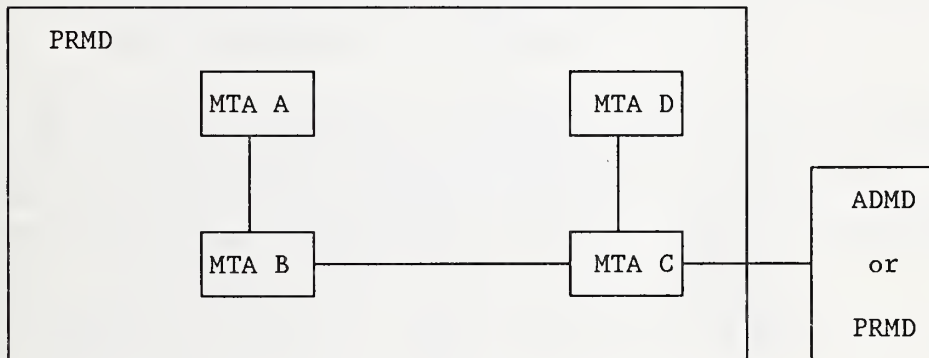 PRMD
MTA A
MTA D
MTA B
MTA C
ADMD
or
PRMD